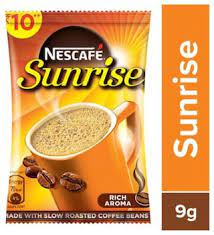 ₹10
NESCAFÉ
Sunrise
RICH
AROMA
MADE WITH SLOW ROASTED COFFEE BEANS
Sunrise
9g